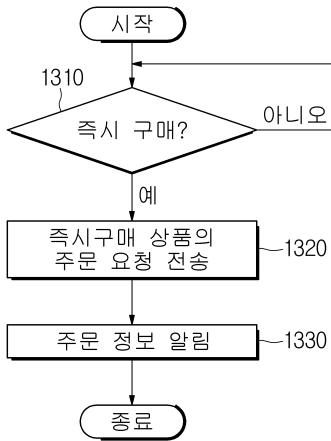 시작
1310
즉시 구매?
아니오
예
즉시구매 상품의
주문 요청 전송
1320
주문 정보 알림
1330
종료